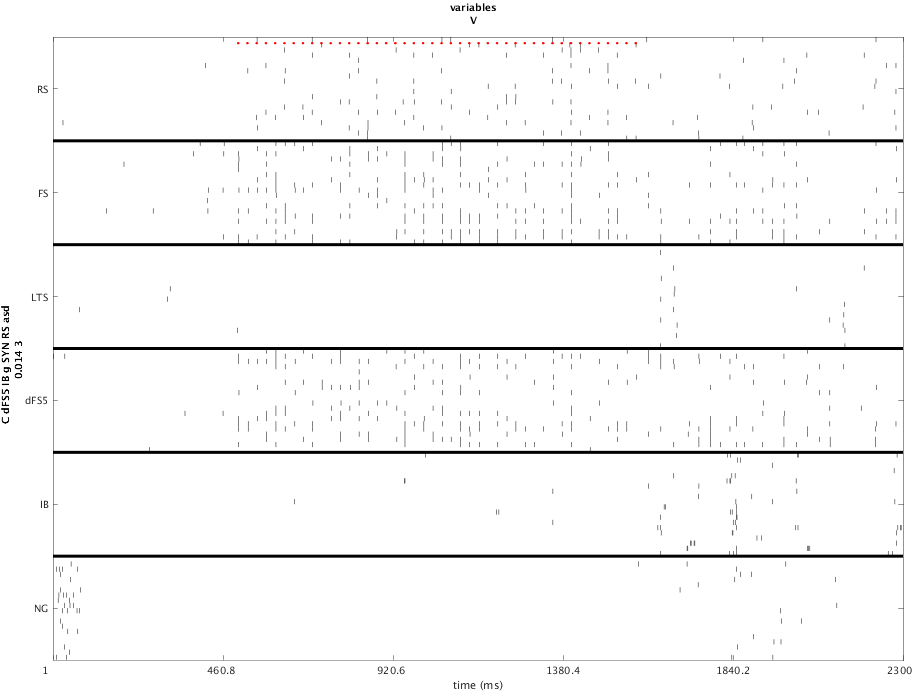 variables
V
RS
FS
LTS
dFS5
IB
NG
C dFS5 IB g SYN RS asd
0.014 3
1
460.8
920.6
1380.4
1840.2
2300
time (ms)